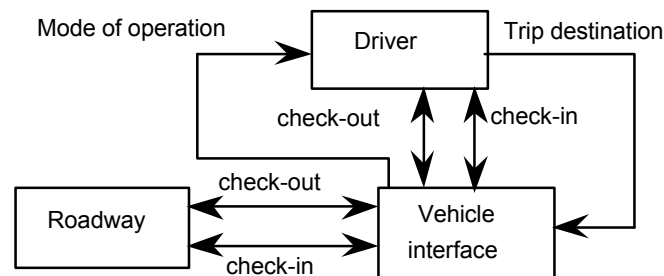 Mode of operation
Driver
Trip destination
check-out
check-in
check-out
Roadway
Vehicle
interface
check-in